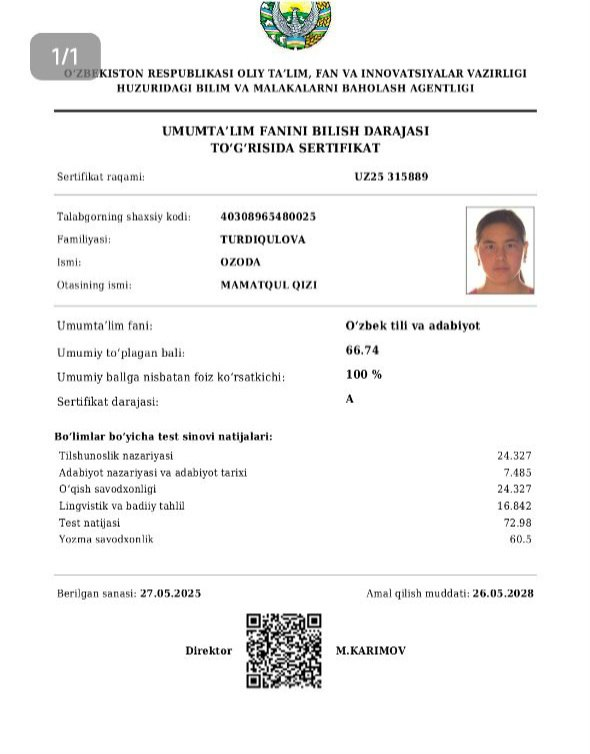 1/1
O‘ZBEKISTON RESPUBLIKASI OLIY TA’LIM, FAN VA INNOVATSIYALAR VAZIRLIGI
HUZURIDAGI BILIM VA MALAKALARNI BAHOLASH AGENTLIGI
UMUMTA’LIM FANINI BILISH DARAJASI
TO‘G‘RISIDA SERTIFIKAT
Sertifikat raqami: UZ25 315889
Talabgorning shaxsiy kodi: 40308965480025
Familiyasi: TURDIQULOVA
Ismi: OZODA
Otasining ismi: MAMATQUL QIZI
Umumta’lim fani: O‘zbek tili va adabiyot
Umumiy to‘plagan bali: 66.74
Umumiy ballga nisbatan foiz ko‘rsatkichi: 100 %
Sertifikat darajasi: A
Bo‘limlar bo‘yicha test sinovi natijalari:
Tilshunoslik nazariyasi 24.327
Adabiyot nazariyasi va adabiyot tarixi 7.485
O‘qish savodxonligi 24.327
Lingvistik va badiiy tahlil 16.842
Test natijasi 72.98
Yozma savodxonlik 60.5
Berilgan sanasi: 27.05.2025 Amal qilish muddati: 26.05.2028
Direktor M.KARIMOV